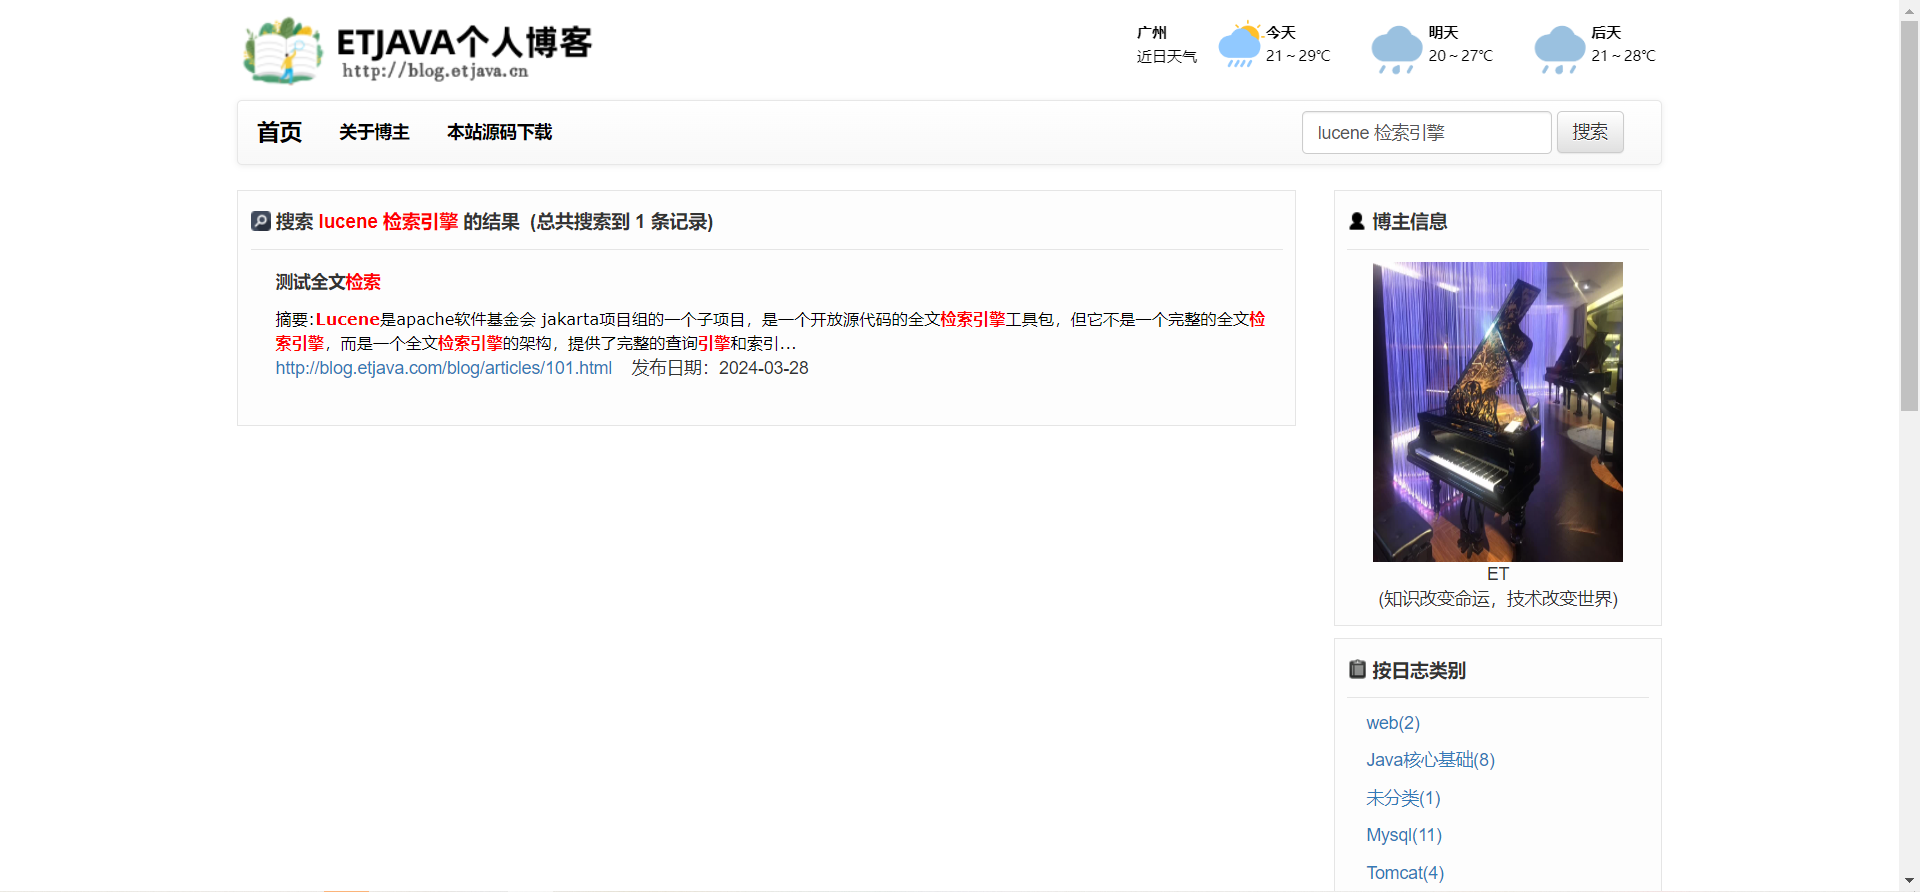 ETJAVA个人博客
http://blog.etjava.cn
广州
近日天气
今天
21～29℃
明天
20～27℃
后天
21～28℃
首页 关于博主 本站源码下载
lucene 检索引擎 搜索
搜索 lucene 检索引擎 的结果 (总共搜索到 1 条记录)
测试全文检索
摘要:Lucene是apache软件基金会 jakarta项目组的一个子项目，是一个开放源代码的全文检索引擎工具包，但它不是一个完整的全文检
索引擎，而是一个全文检索引擎的架构，提供了完整的查询引擎和索引...
http://blog.etjava.com/blog/articles/101.html 发布日期：2024-03-28
博主信息
ET
(知识改变命运，技术改变世界)
按日志类别
web(2)
Java核心基础(8)
未分类(1)
Mysql(11)
Tomcat(4)